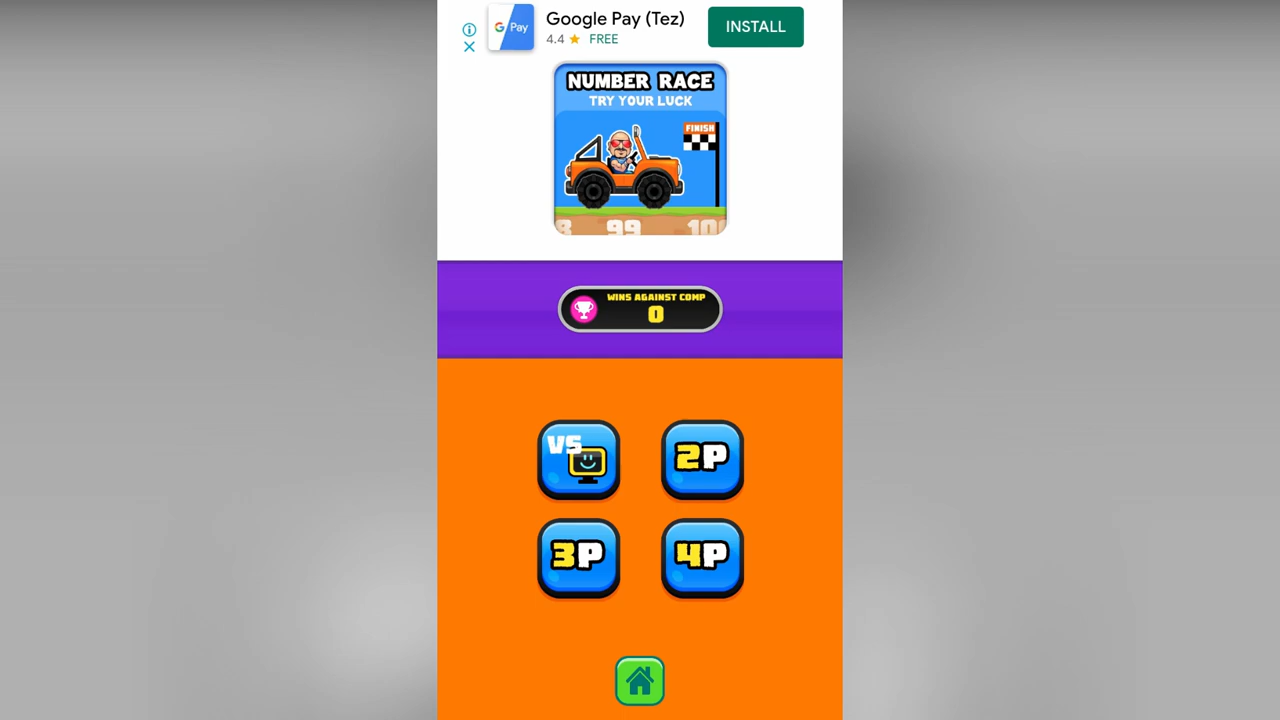 Google Pay (Tez)
G Pay
4.4 ★ FREE
INSTALL
NUMBER RACE
TRY YOUR LUCK
FINISH
99
WINS AGAINST COMP
0
VS
2P
3P
4P